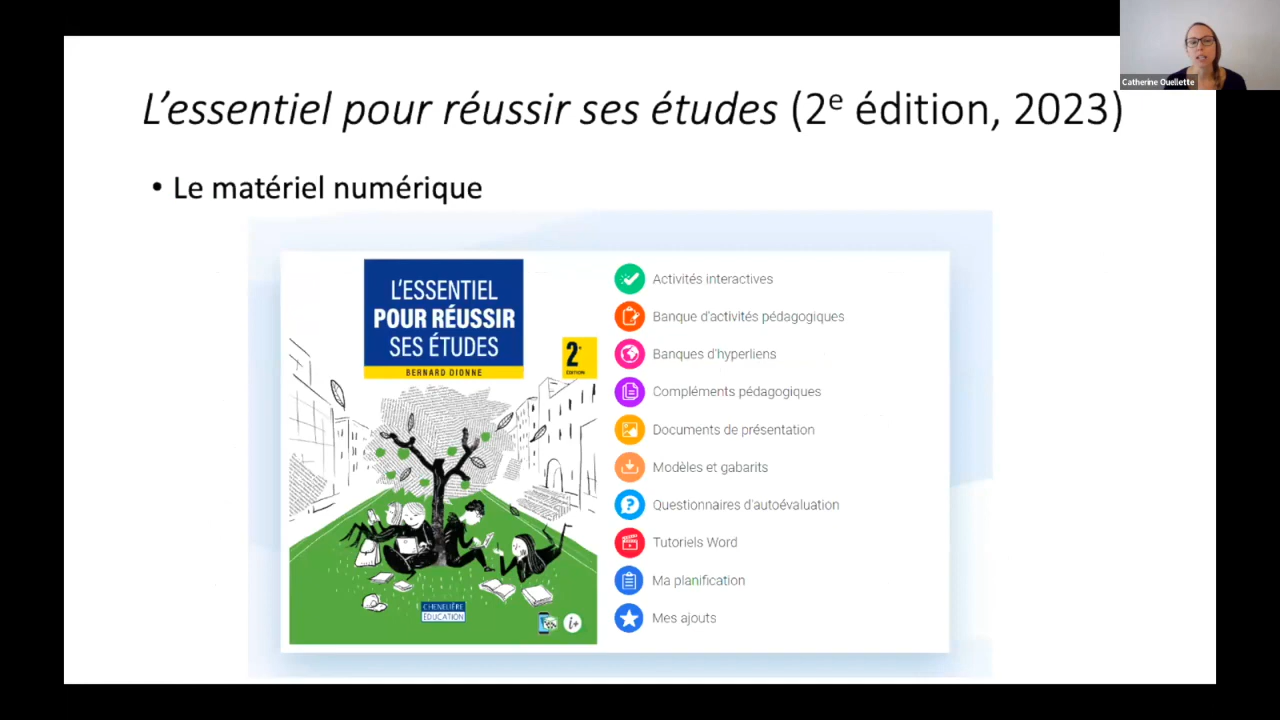 Catherine Ouellette
L'essentiel pour réussir ses études (2e édition, 2023)
• Le matériel numérique
L'ESSENTIEL
POUR RÉUSSIR
SES ÉTUDES
BERNARD DIONNE
2e
ÉDITION
CHENELIÈRE
ÉDUCATION
i+
Activités interactives
Banque d'activités pédagogiques
Banques d'hyperliens
Compléments pédagogiques
Documents de présentation
Modèles et gabarits
Questionnaires d'autoévaluation
Tutoriels Word
Ma planification
Mes ajouts